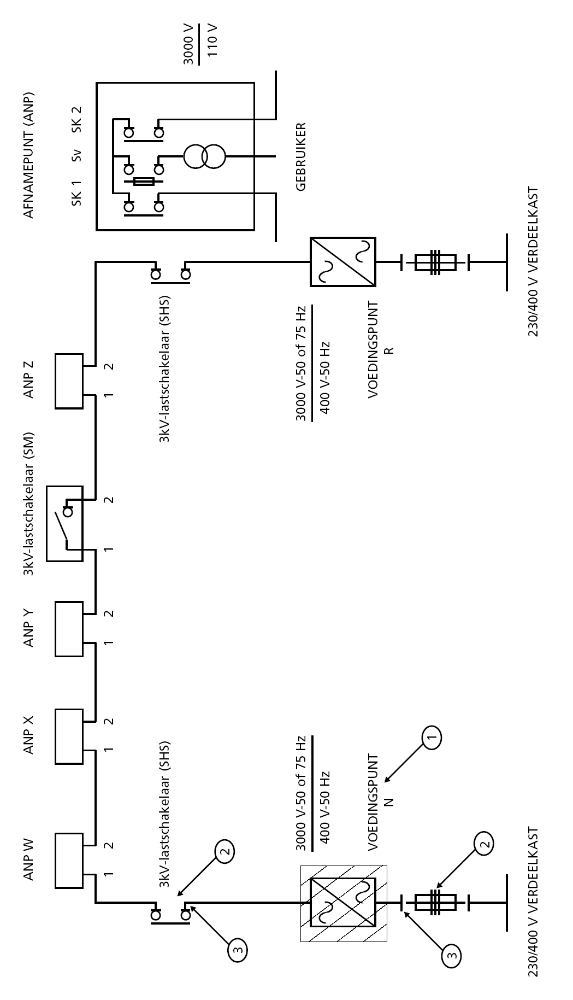 ANP W
ANP X
ANP Y
3kV-lastschakelaar (SM)
ANP Z
AFNAMEPUNT (ANP)
SK 1
Sv
SK 2
1
2
1
2
1
2
1
2
1
2
3000 V
110 V
3kV-lastschakelaar (SHS)
3kV-lastschakelaar (SHS)
2
3
GEBRUIKER
3000 V-50 of 75 Hz
400 V-50 Hz
3000 V-50 of 75 Hz
400 V-50 Hz
VOEDINGSPUNT
N
VOEDINGSPUNT
R
1
3
2
230/400 V VERDEELKAST
230/400 V VERDEELKAST